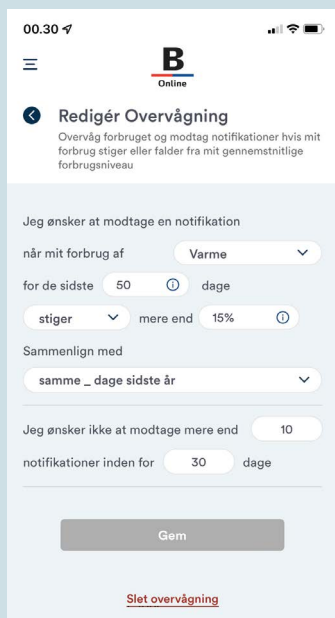 00.30
B
Online
Redigér Overvågning
Overvåg forbruget og modtag notifikationer hvis mit
forbrug stiger eller falder fra mit gennemstnitlige
forbrugsniveau
Jeg ønsker at modtage en notifikation
når mit forbrug af Varme
for de sidste 50 dage
stiger mere end 15%
Sammenlign med
samme _ dage sidste år
Jeg ønsker ikke at modtage mere end 10
notifikationer inden for 30 dage
Gem
Slet overvågning